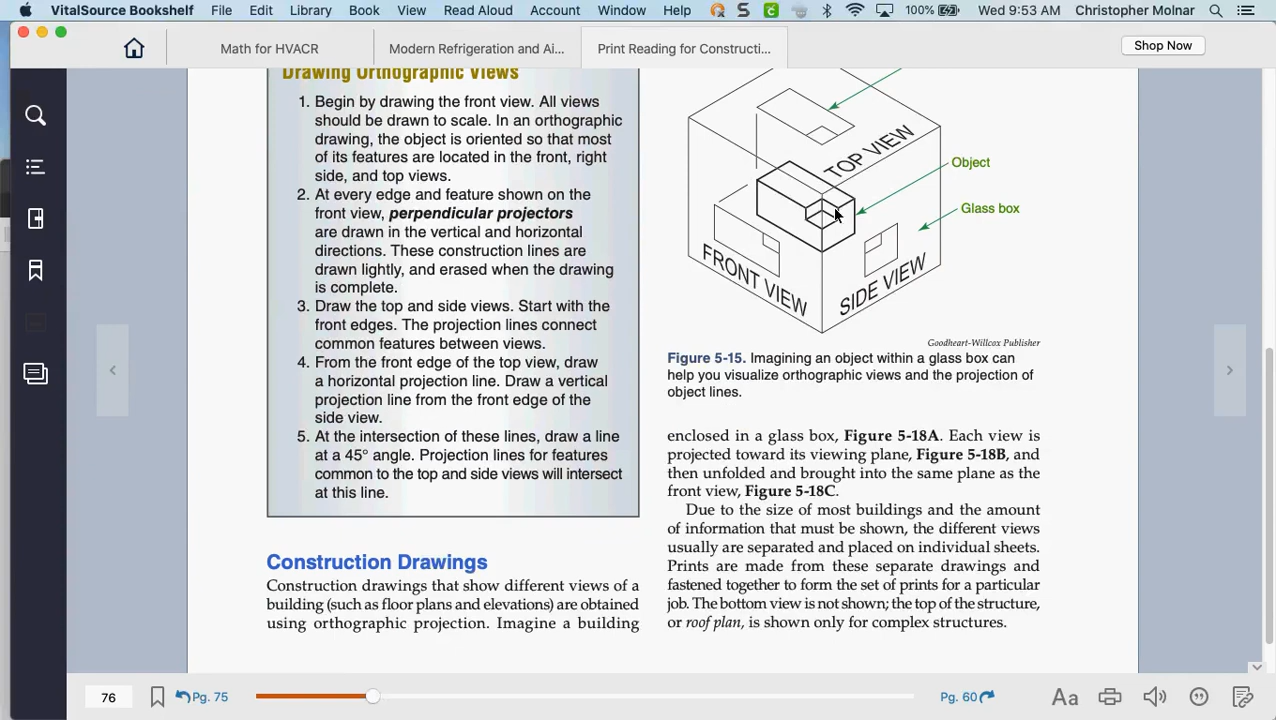 VitalSource Bookshelf File Edit Library Book View Read Aloud Account Window Help 100% Wed 9:53 AM Christopher Molnar
Math for HVACR
Modern Refrigeration and Ai...
Print Reading for Constructi...
Shop Now
Drawing Orthographic Views
1. Begin by drawing the front view. All views
should be drawn to scale. In an orthographic
drawing, the object is oriented so that most
of its features are located in the front, right
side, and top views.
2. At every edge and feature shown on the
front view, perpendicular projectors
are drawn in the vertical and horizontal
directions. These construction lines are
drawn lightly, and erased when the drawing
is complete.
3. Draw the top and side views. Start with the
front edges. The projection lines connect
common features between views.
4. From the front edge of the top view, draw
a horizontal projection line. Draw a vertical
projection line from the front edge of the
side view.
5. At the intersection of these lines, draw a line
at a 45° angle. Projection lines for features
common to the top and side views will intersect
at this line.
Construction Drawings
Construction drawings that show different views of a
building (such as floor plans and elevations) are obtained
using orthographic projection. Imagine a building
TOP VIEW
Object
Glass box
FRONT VIEW
SIDE VIEW
Goodheart-Willcox Publisher
Figure 5-15. Imagining an object within a glass box can
help you visualize orthographic views and the projection of
object lines.
enclosed in a glass box, Figure 5-18A. Each view is
projected toward its viewing plane, Figure 5-18B, and
then unfolded and brought into the same plane as the
front view, Figure 5-18C.
Due to the size of most buildings and the amount
of information that must be shown, the different views
usually are separated and placed on individual sheets.
Prints are made from these separate drawings and
fastened together to form the set of prints for a particular
job. The bottom view is not shown; the top of the structure,
or roof plan, is shown only for complex structures.
76
Pg. 75
Pg. 60
Aa